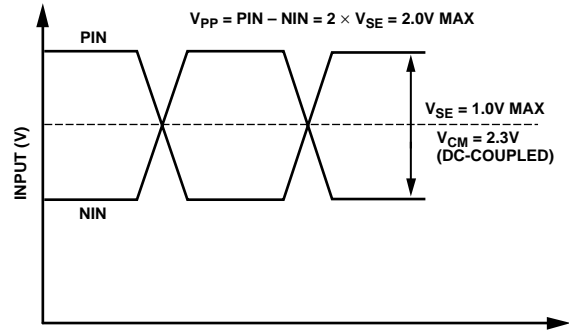 V_PP = PIN – NIN = 2 × V_SE = 2.0V MAX
PIN
V_SE = 1.0V MAX
V_CM = 2.3V
(DC-COUPLED)
INPUT (V)
NIN